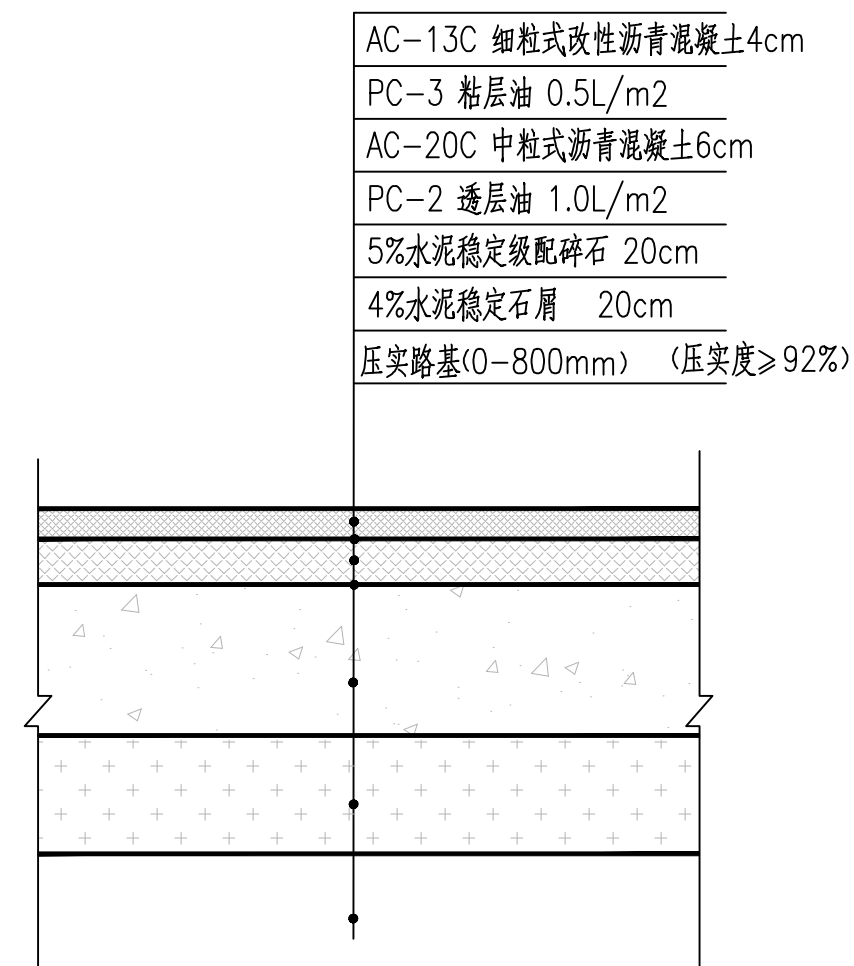 AC-13C 细粒式改性沥青混凝土4cm
PC-3 粘层油 0.5L/m2
AC-20C 中粒式沥青混凝土6cm
PC-2 透层油 1.0L/m2
5%水泥稳定级配碎石 20cm
4%水泥稳定石屑 20cm
压实路基(0-800mm) (压实度≥92%)